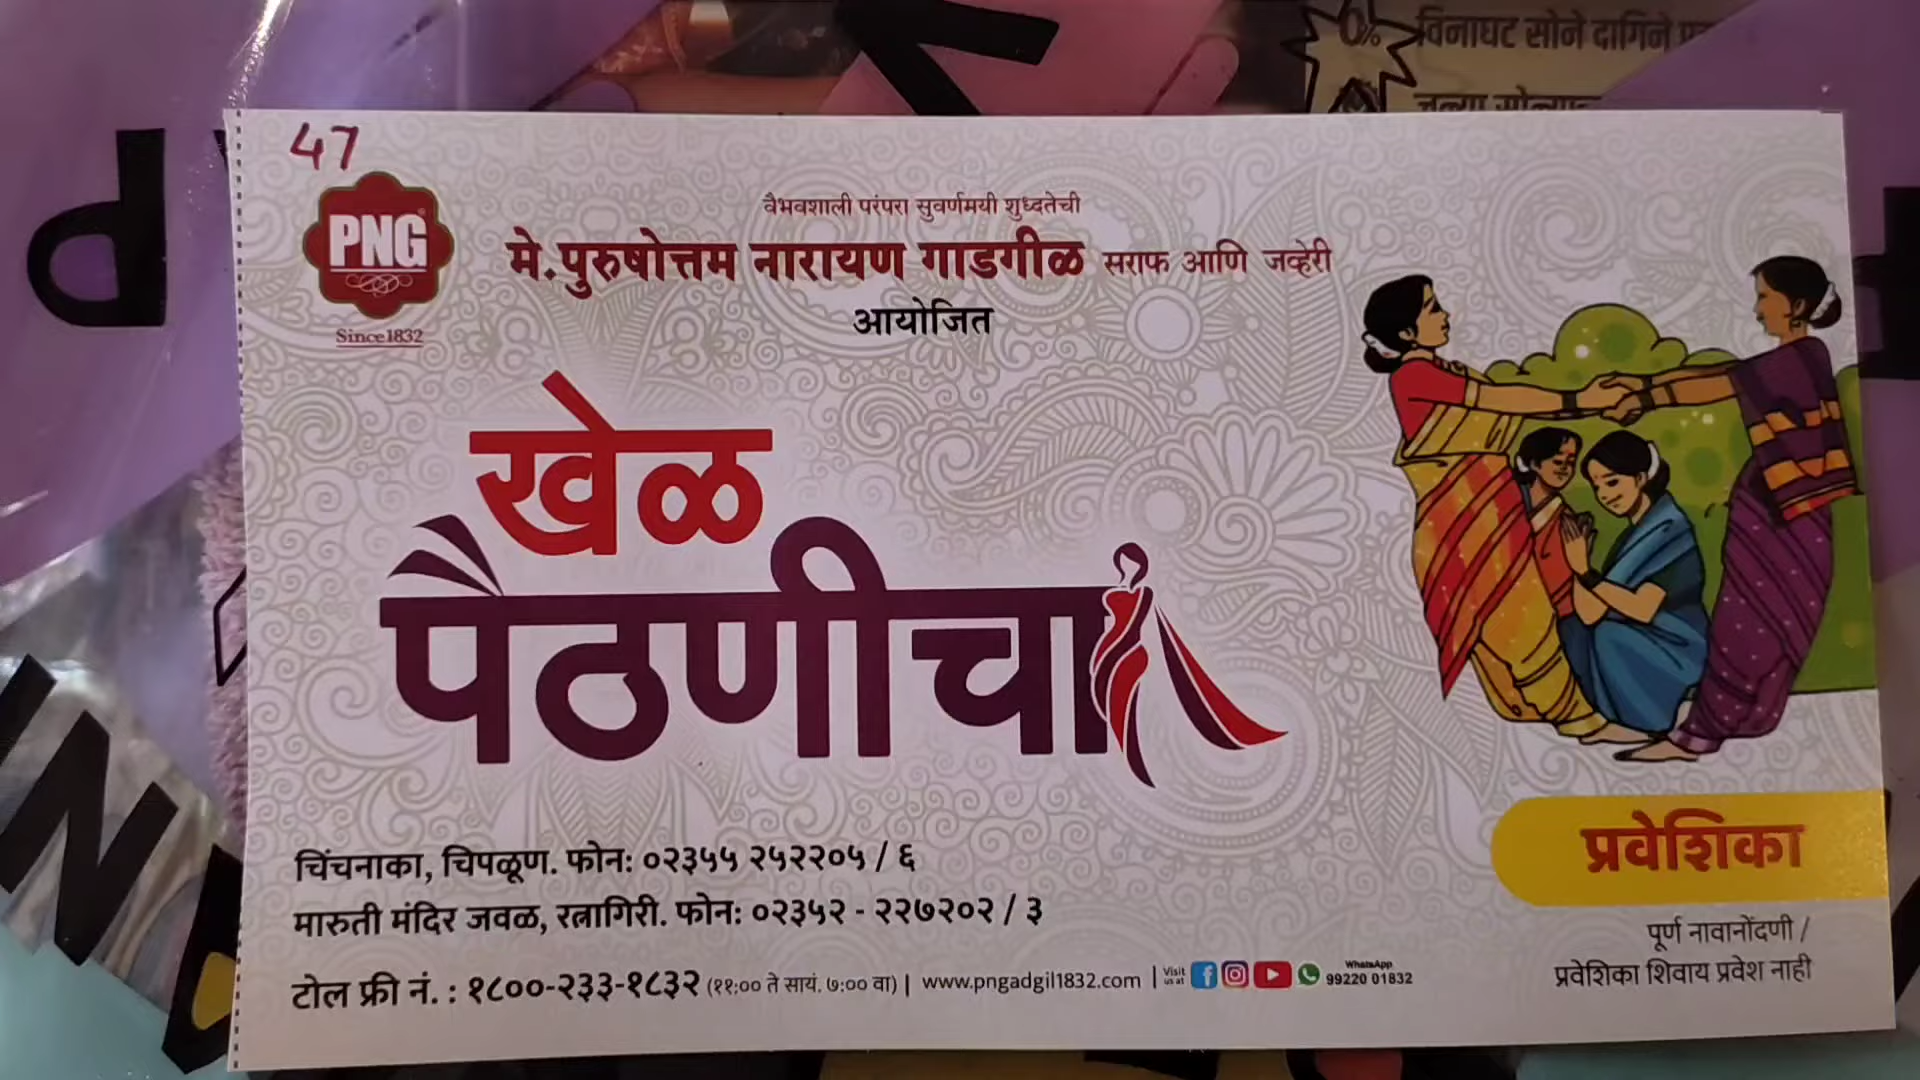 0% विनाघट सोने दागिने
47
PNG
Since1832
वैभवशाली परंपरा सुवर्णमयी शुध्दतेची
मे.पुरुषोत्तम नारायण गाडगीळ सराफ आणि जव्हेरी
आयोजित
खेळ
पैठणीचा
चिंचनाका, चिपळूण. फोन: ०२३५५ २५२२०५ / ६
मारुती मंदिर जवळ, रत्नागिरी. फोन: ०२३५२ - २२७२०२ / ३
टोल फ्री नं. : १८००-२३३-१८३२ (११:०० ते सायं. ७:०० वा) | www.pngadgil1832.com | Visit us at WhatsApp 99220 01832
प्रवेशिका
पूर्ण नावानोंदणी /
प्रवेशिका शिवाय प्रवेश नाही